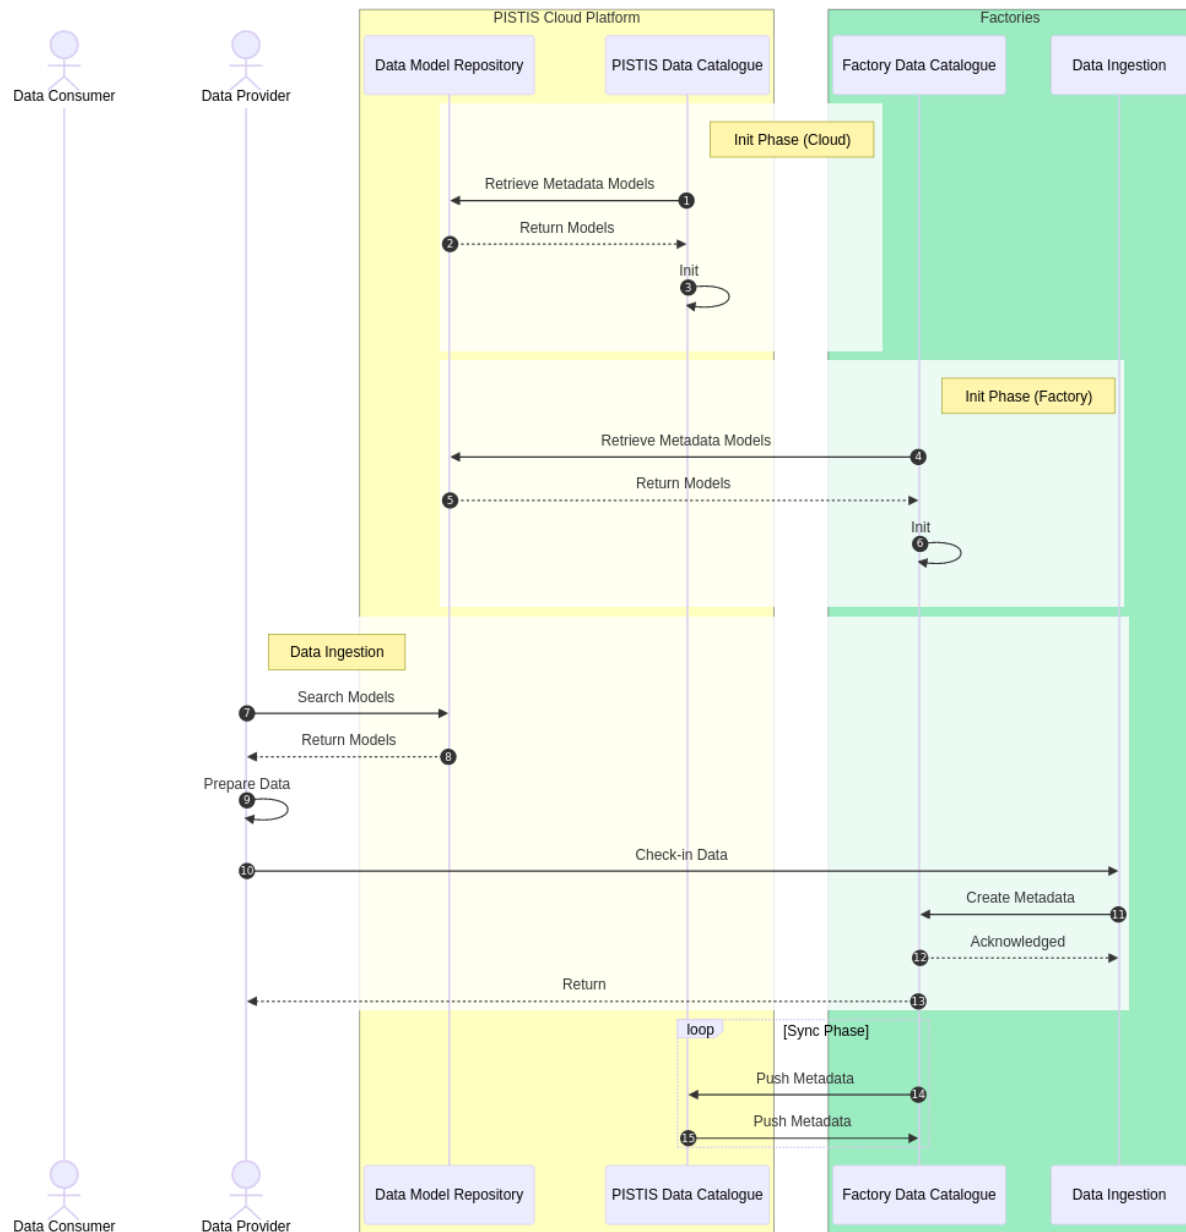 PISTIS Cloud Platform
Factories
Data Consumer
Data Provider
Data Model Repository
PISTIS Data Catalogue
Factory Data Catalogue
Data Ingestion
Init Phase (Cloud)
Retrieve Metadata Models
1
Return Models
2
Init
3
Init Phase (Factory)
Retrieve Metadata Models
4
Return Models
5
Init
6
Data Ingestion
Search Models
7
Return Models
8
Prepare Data
9
Check-in Data
10
Create Metadata
11
Acknowledged
12
Return
13
loop
[Sync Phase]
Push Metadata
14
Push Metadata
15
Data Consumer
Data Provider
Data Model Repository
PISTIS Data Catalogue
Factory Data Catalogue
Data Ingestion